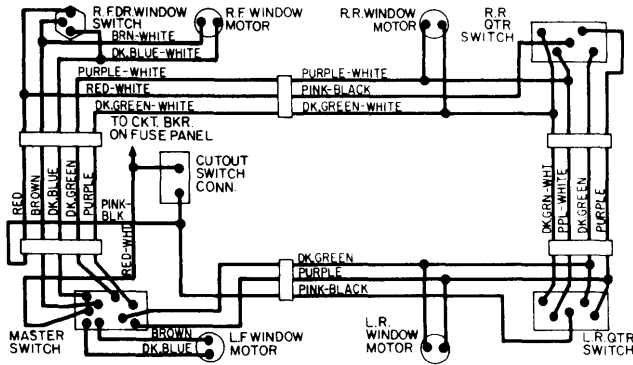 R.F.DR.WINDOW
SWITCH
BRN-WHITE
DK.BLUE-WHITE
R.F. WINDOW
MOTOR
R.R. WINDOW
MOTOR
R.R
QTR
SWITCH
PURPLE-WHITE
RED-WHITE
DK.GREEN-WHITE
PURPLE-WHITE
PINK-BLACK
DK.GREEN-WHITE
TO CKT. BKR.
ON FUSE PANEL
CUTOUT
SWITCH
CONN.
RED
BROWN
DK.BLUE
DK.GREEN
PURPLE
PINK-
BLK
RED-WHT
DK.GRN-WHT
PPL-WHITE
DK.GREEN
PURPLE
DK.GREEN
PURPLE
PINK-BLACK
MASTER
SWITCH
BROWN
DK.BLUE
L.F WINDOW
MOTOR
L.R.
WINDOW
MOTOR
L.R.QTR
SWITCH